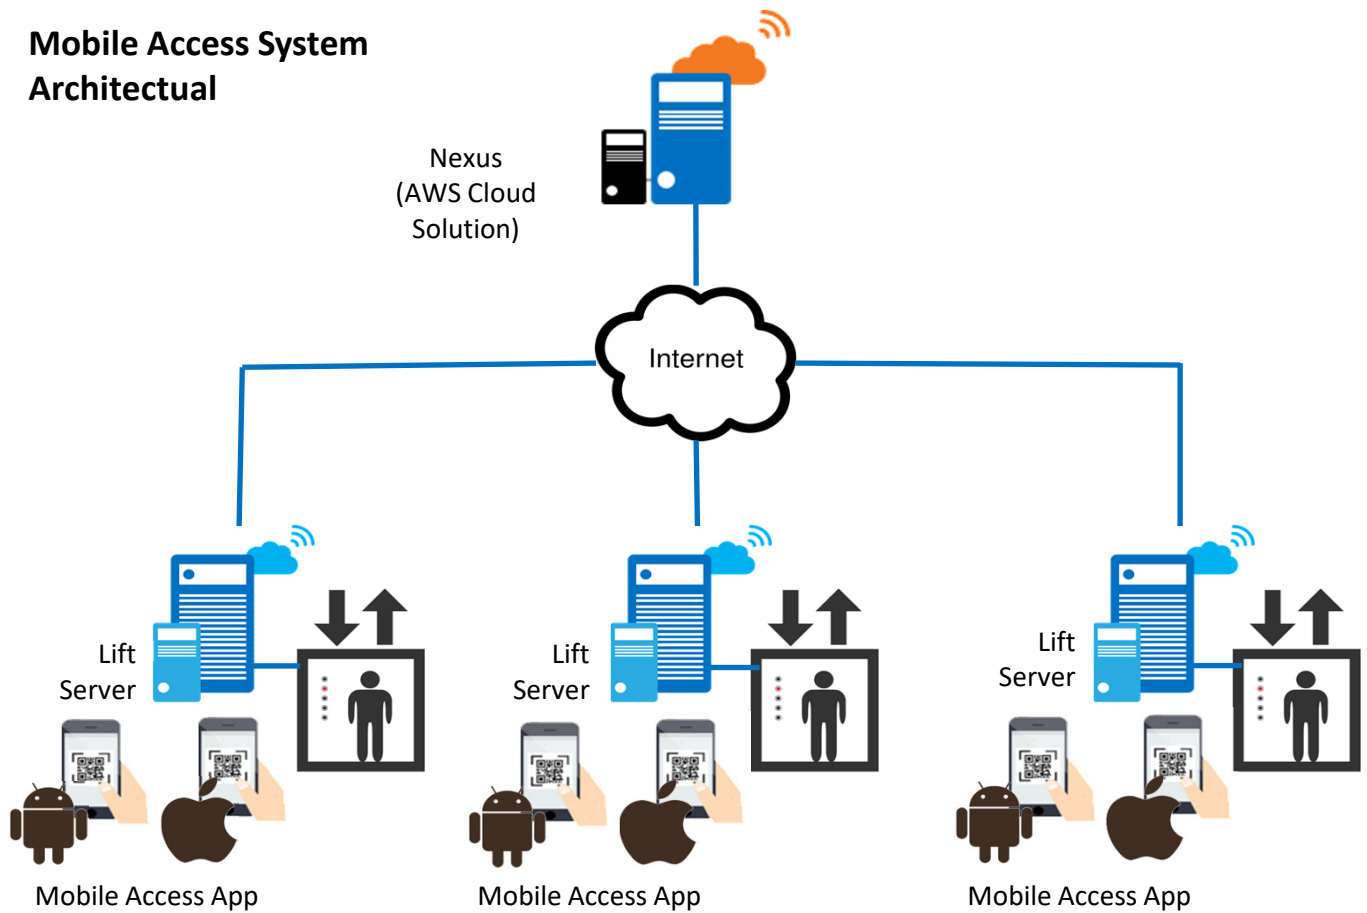 Mobile Access System
Architectual
Nexus
(AWS Cloud
Solution)
Internet
Lift
Server
Lift
Server
Lift
Server
Mobile Access App
Mobile Access App
Mobile Access App